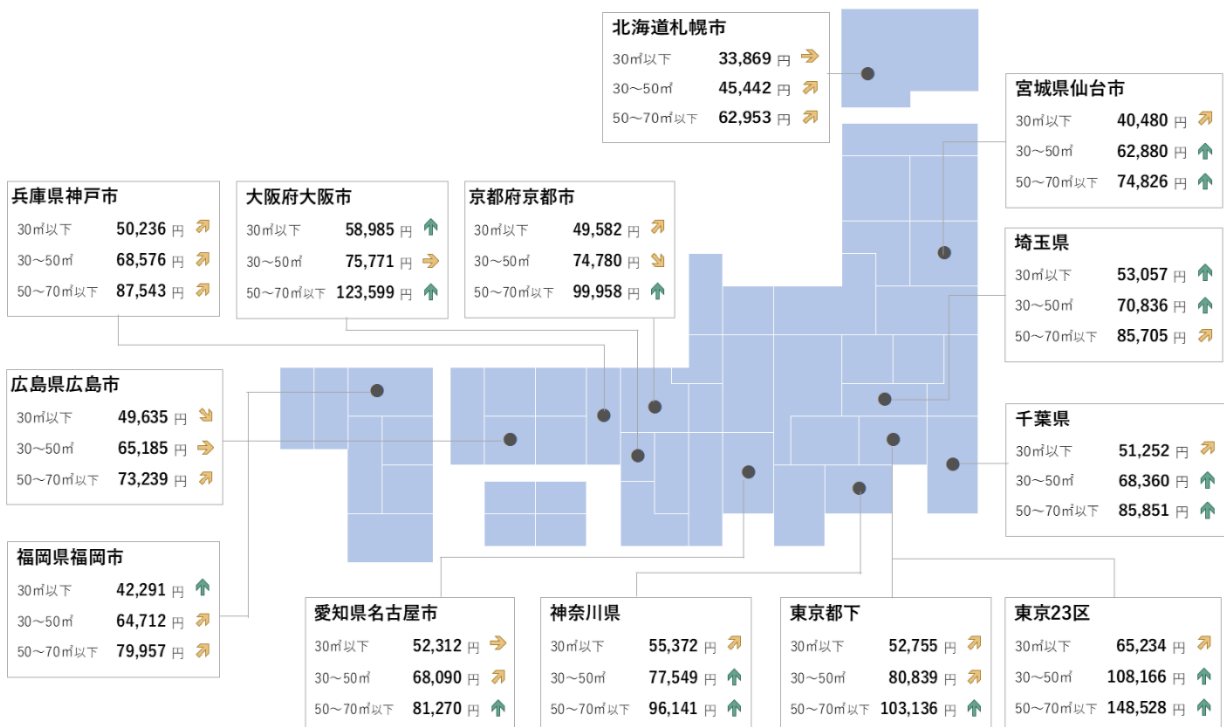 北海道札幌市
30㎡以下 33,869 円
30～50㎡ 45,442 円
50～70㎡以下 62,953 円
宮城県仙台市
30㎡以下 40,480 円
30～50㎡ 62,880 円
50～70㎡以下 74,826 円
兵庫県神戸市
30㎡以下 50,236 円
30～50㎡ 68,576 円
50～70㎡以下 87,543 円
大阪府大阪市
30㎡以下 58,985 円
30～50㎡ 75,771 円
50～70㎡以下 123,599 円
京都府京都市
30㎡以下 49,582 円
30～50㎡ 74,780 円
50～70㎡以下 99,958 円
埼玉県
30㎡以下 53,057 円
30～50㎡ 70,836 円
50～70㎡以下 85,705 円
広島県広島市
30㎡以下 49,635 円
30～50㎡ 65,185 円
50～70㎡以下 73,239 円
千葉県
30㎡以下 51,252 円
30～50㎡ 68,360 円
50～70㎡以下 85,851 円
福岡県福岡市
30㎡以下 42,291 円
30～50㎡ 64,712 円
50～70㎡以下 79,957 円
愛知県名古屋市
30㎡以下 52,312 円
30～50㎡ 68,090 円
50～70㎡以下 81,270 円
神奈川県
30㎡以下 55,372 円
30～50㎡ 77,549 円
50～70㎡以下 96,141 円
東京都下
30㎡以下 52,755 円
30～50㎡ 80,839 円
50～70㎡以下 103,136 円
東京23区
30㎡以下 65,234 円
30～50㎡ 108,166 円
50～70㎡以下 148,528 円